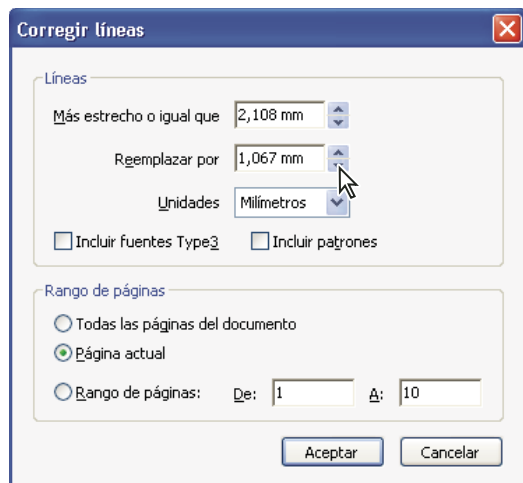 Corregir líneas
Líneas
Más estrecho o igual que 2,108 mm
Reemplazar por 1,067 mm
Unidades Milímetros
Incluir fuentes Type3 Incluir patrones
Rango de páginas
Todas las páginas del documento
Página actual
Rango de páginas: De: 1 A: 10
Aceptar Cancelar